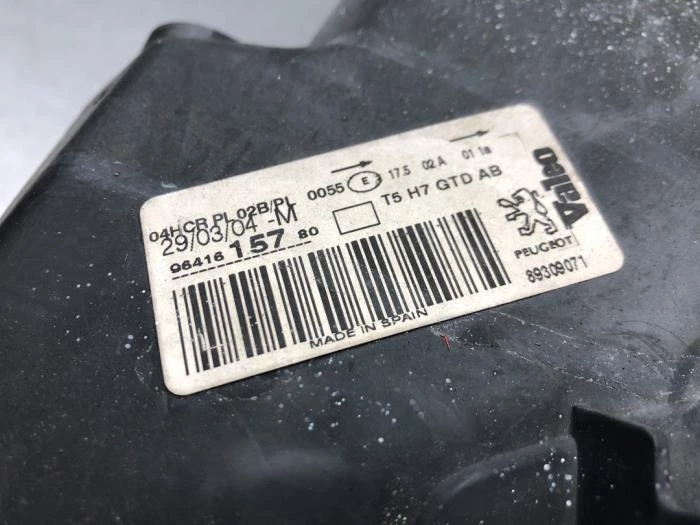 04HCR PL 02B/PL 0055 E 17.5 02 A 01 1a
29/03/04 -M T5 H7 GTD AB
96416 157 80
MADE IN SPAIN
Valeo
PEUGEOT
89309071